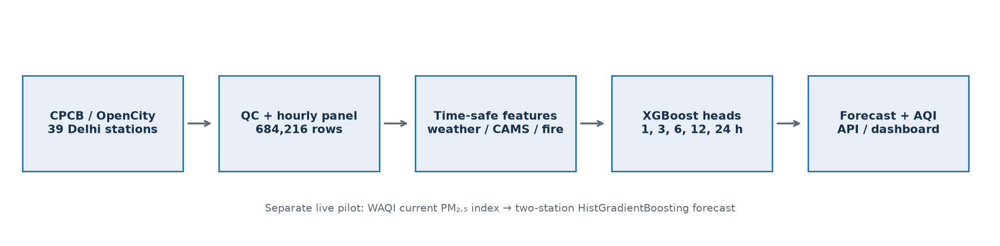 CPCB / OpenCity
39 Delhi stations
QC + hourly panel
684,216 rows
Time-safe features
weather / CAMS / fire
XGBoost heads
1, 3, 6, 12, 24 h
Forecast + AQI
API / dashboard
Separate live pilot: WAQI current PM₂.₅ index → two-station HistGradientBoosting forecast